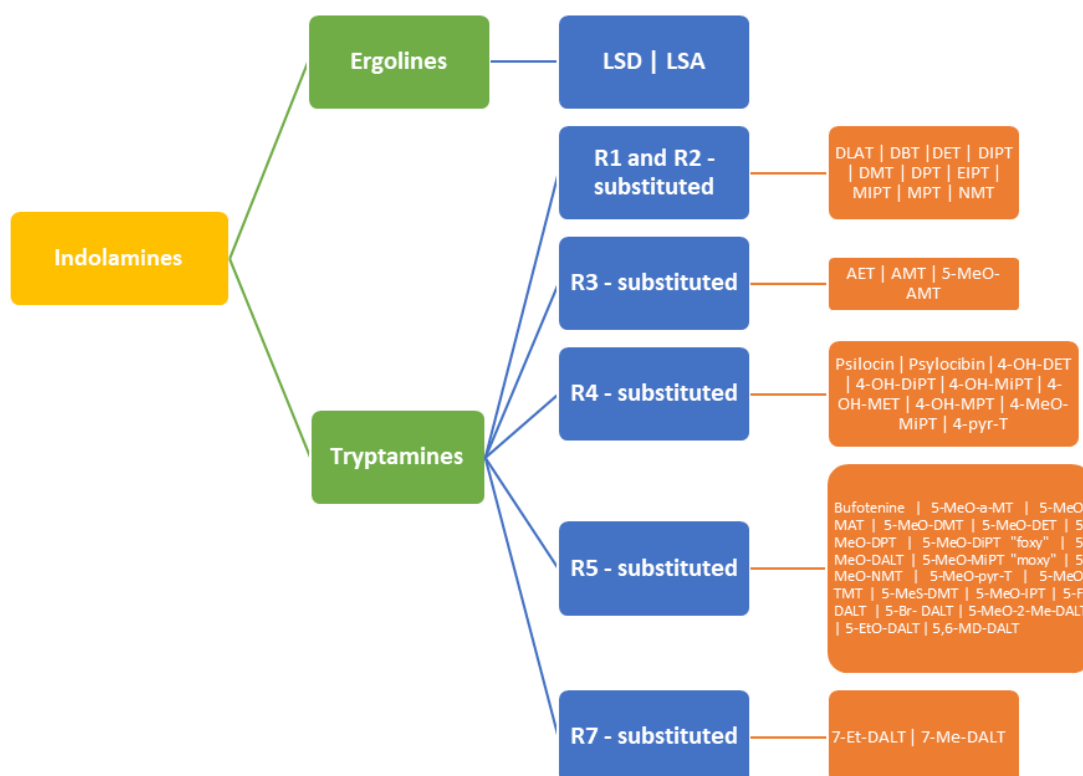 Ergolines
LSD | LSA
R1 and R2 -
substituted
DLAT | DBT |DET | DIPT
| DMT | DPT | EIPT |
MIPT | MPT | NMT
Indolamines
R3 - substituted
AET | AMT | 5-MeO-
AMT
R4 - substituted
Psilocin | Psylocibin | 4-OH-DET
| 4-OH-DiPT | 4-OH-MiPT | 4-
OH-MET | 4-OH-MPT | 4-MeO-
MiPT | 4-pyr-T
Tryptamines
R5 - substituted
Bufotenine | 5-MeO-a-MT | 5-MeO
MAT | 5-MeO-DMT | 5-MeO-DET | 5
MeO-DPT | 5-MeO-DiPT "foxy" | 5
MeO-DALT | 5-MeO-MiPT "moxy" | 5
MeO-NMT | 5-MeO-pyr-T | 5-MeO
TMT | 5-MeS-DMT | 5-MeO-IPT | 5-F
DALT | 5-Br- DALT | 5-MeO-2-Me-DALT
| 5-EtO-DALT | 5,6-MD-DALT
R7 - substituted
7-Et-DALT | 7-Me-DALT